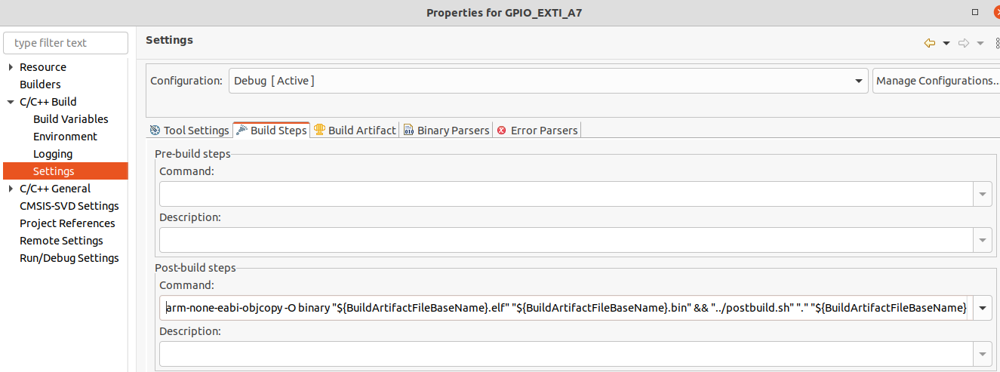 Properties for GPIO_EXTI_A7
type filter text
Resource
Builders
C/C++ Build
Build Variables
Environment
Logging
Settings
C/C++ General
CMSIS-SVD Settings
Project References
Remote Settings
Run/Debug Settings
Settings
Configuration: Debug [ Active ] Manage Configurations...
Tool Settings Build Steps Build Artifact Binary Parsers Error Parsers
Pre-build steps
Command:
Description:
Post-build steps
Command:
arm-none-eabi-objcopy -O binary "${BuildArtifactFileBaseName}.elf" "${BuildArtifactFileBaseName}.bin" && "../postbuild.sh" "." "${BuildArtifactFileBaseName}
Description: